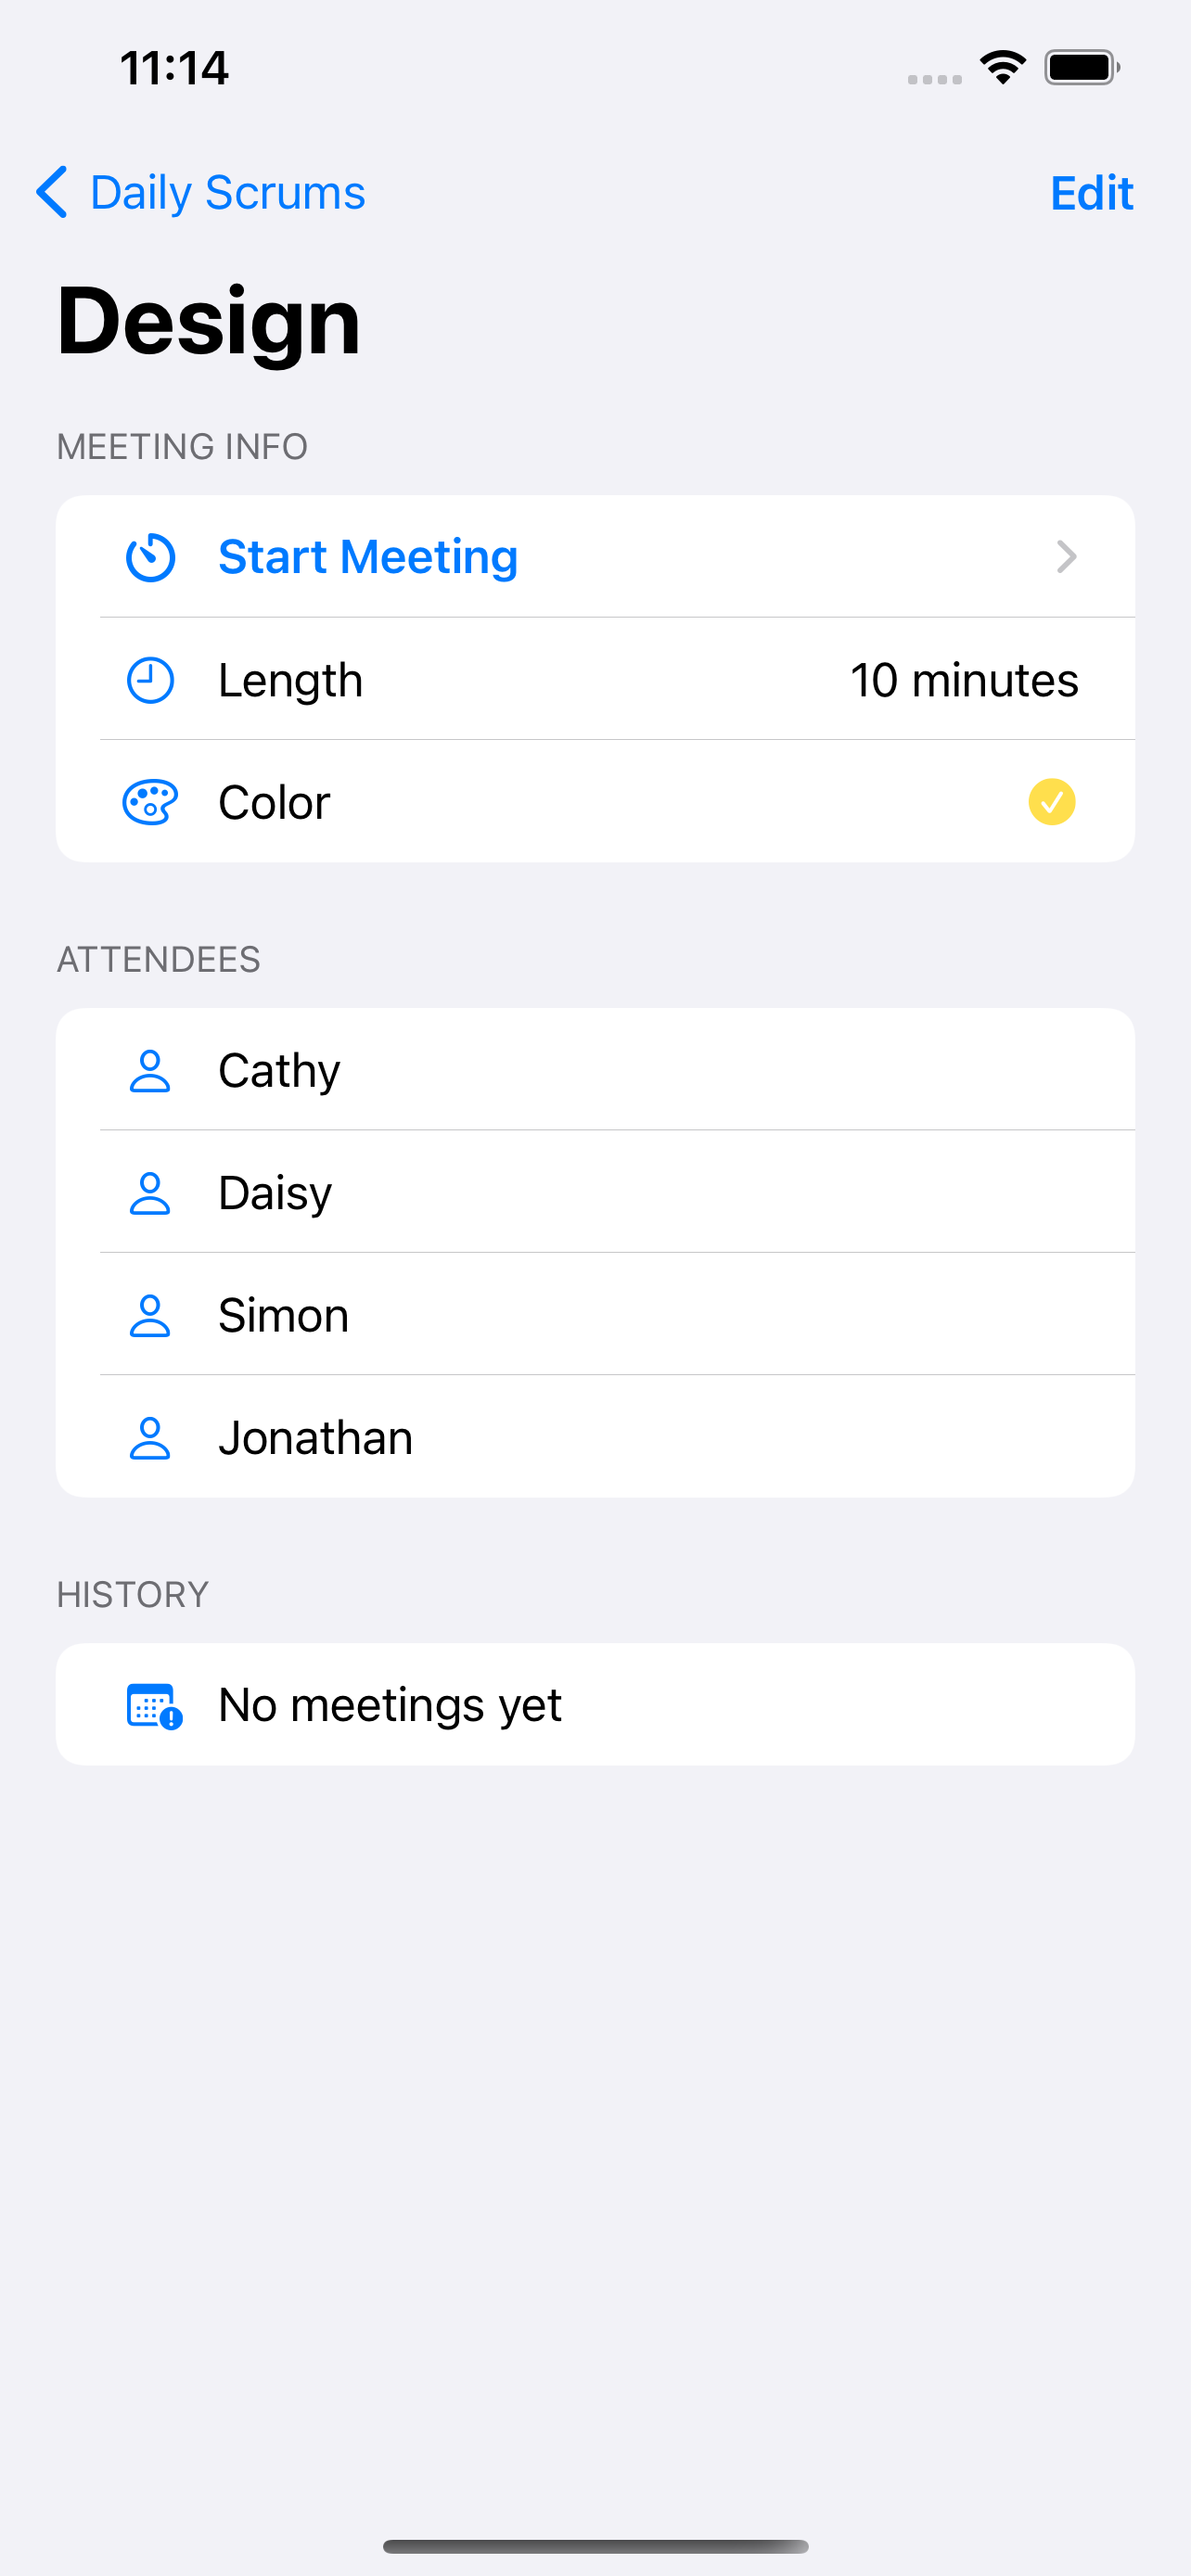 11:14
Daily Scrums
Edit
Design
MEETING INFO
Start Meeting
Length
10 minutes
Color
ATTENDEES
Cathy
Daisy
Simon
Jonathan
HISTORY
No meetings yet